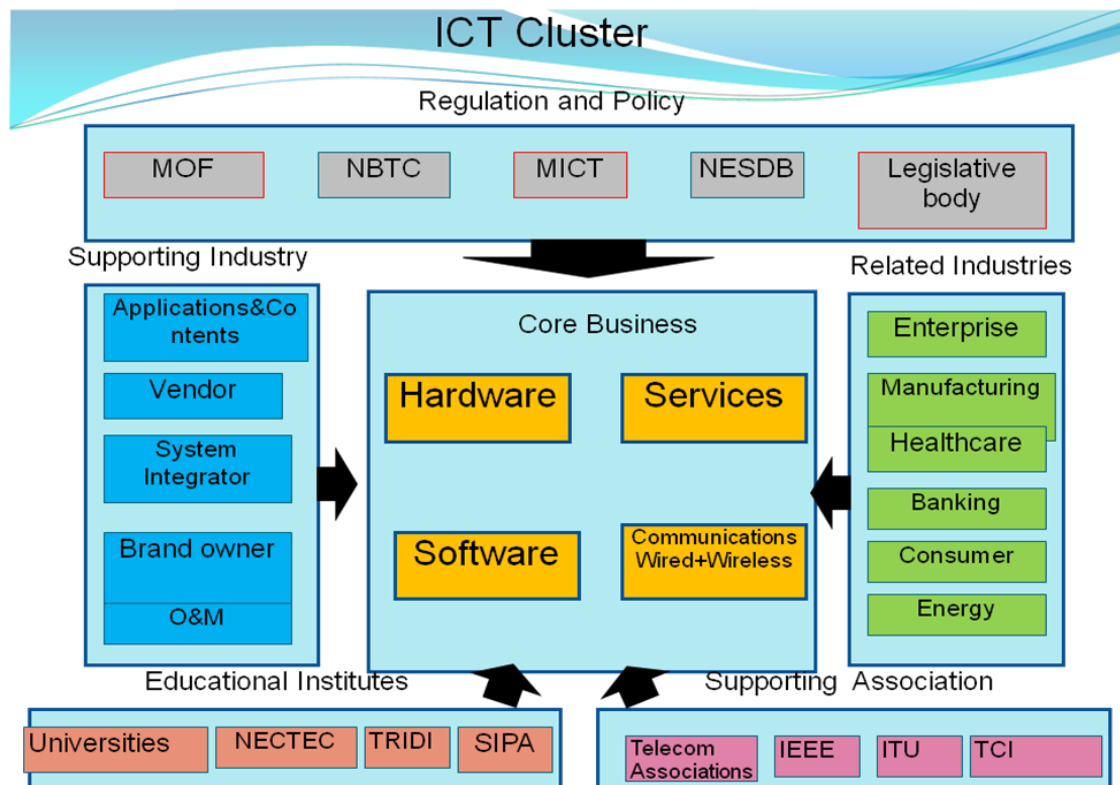 ICT Cluster
Regulation and Policy
MOF
NBTC
MICT
NESDB
Legislative
body
Supporting Industry
Applications&Co
ntents
Vendor
System
Integrator
Brand owner
O&M
Core Business
Hardware
Services
Software
Communications
Wired+Wireless
Related Industries
Enterprise
Manufacturing
Healthcare
Banking
Consumer
Energy
Educational Institutes
Universities
NECTEC
TRIDI
SIPA
Supporting Association
Telecom
Associations
IEEE
ITU
TCI